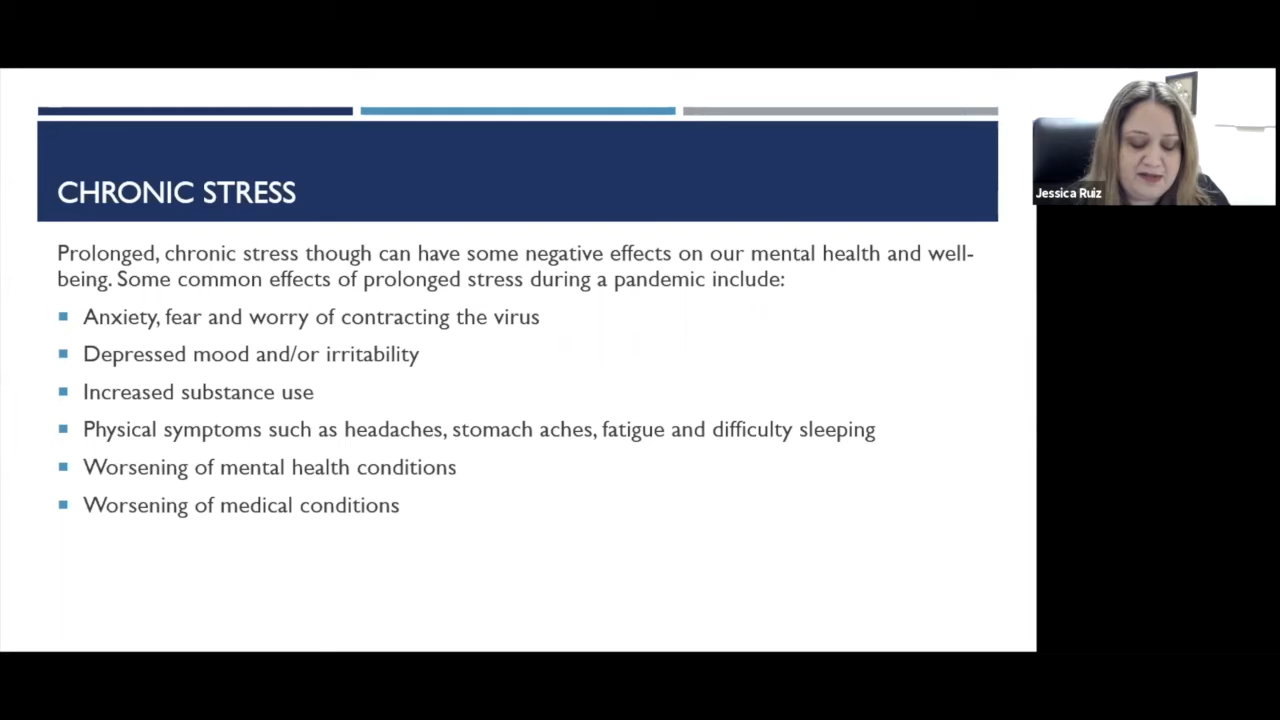 CHRONIC STRESS
Prolonged, chronic stress though can have some negative effects on our mental health and well-
being. Some common effects of prolonged stress during a pandemic include:
Anxiety, fear and worry of contracting the virus
Depressed mood and/or irritability
Increased substance use
Physical symptoms such as headaches, stomach aches, fatigue and difficulty sleeping
Worsening of mental health conditions
Worsening of medical conditions
Jessica Ruiz